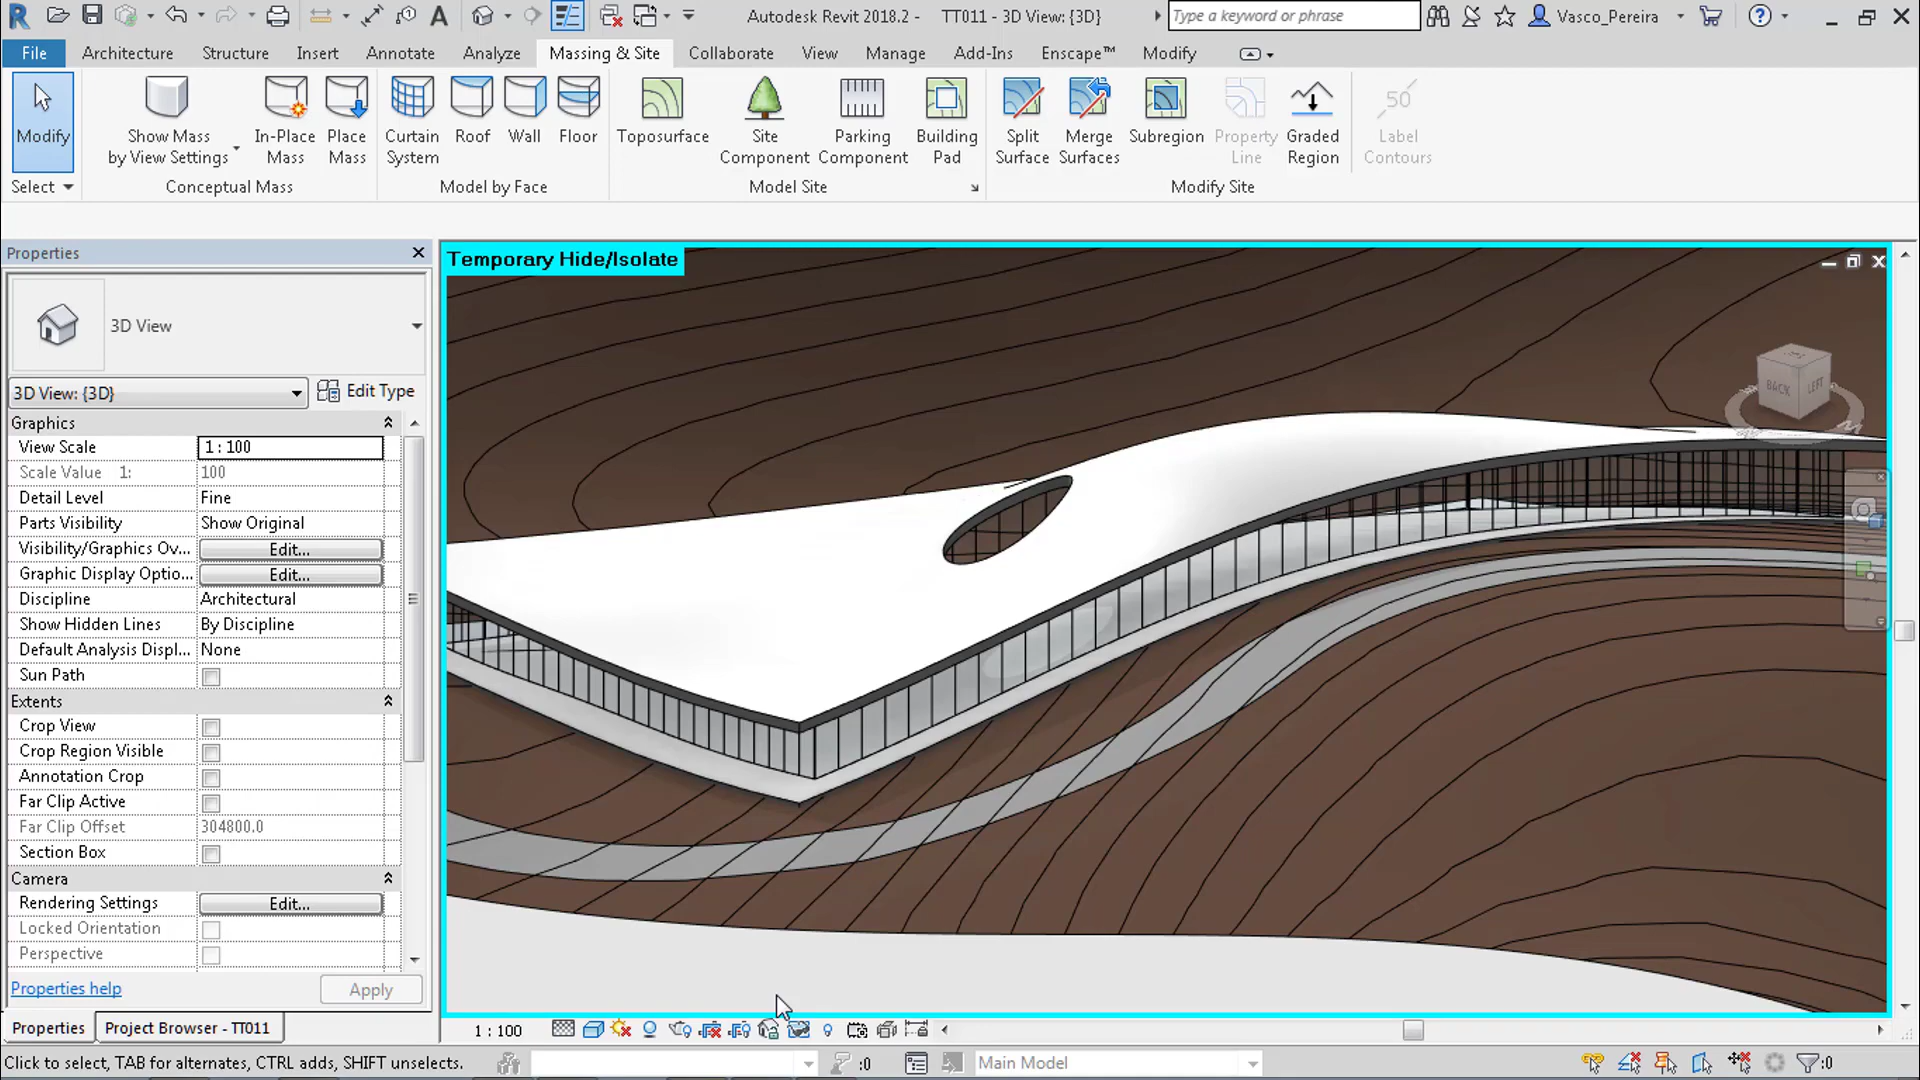 Autodesk Revit 2018.2 - TT011 - 3D View: {3D}
Type a keyword or phrase
Vasco_Pereira
File
Architecture
Structure
Insert
Annotate
Analyze
Massing & Site
Collaborate
View
Manage
Add-Ins
Enscape™
Modify
Modify
Show Mass
by View Settings
In-Place
Mass
Place
Mass
Curtain
System
Roof
Wall
Floor
Toposurface
Site
Component
Parking
Component
Building
Pad
Split
Surface
Merge
Surfaces
Subregion
Property
Line
Graded
Region
50
Label
Contours
Select
Conceptual Mass
Model by Face
Model Site
Modify Site
Properties
3D View
3D View: {3D}
Edit Type
Graphics
View Scale
1 : 100
Scale Value 1:
100
Detail Level
Fine
Parts Visibility
Show Original
Visibility/Graphics Ov...
Edit...
Graphic Display Optio...
Edit...
Discipline
Architectural
Show Hidden Lines
By Discipline
Default Analysis Displ...
None
Sun Path
Extents
Crop View
Crop Region Visible
Annotation Crop
Far Clip Active
Far Clip Offset
304800.0
Section Box
Camera
Rendering Settings
Edit...
Locked Orientation
Perspective
Properties help
Apply
Properties
Project Browser - TT011
Temporary Hide/Isolate
BACK
LEFT
1 : 100
Click to select, TAB for alternates, CTRL adds, SHIFT unselects.
:0
Main Model
:0